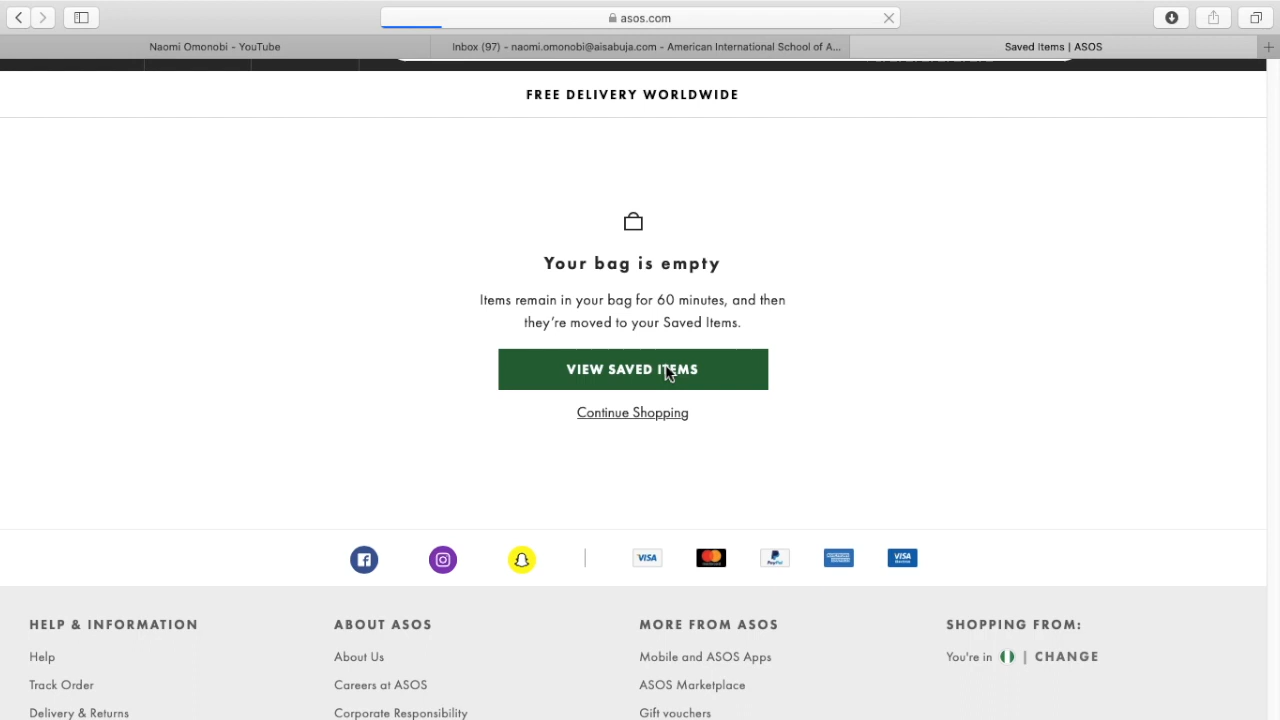 asos.com
Naomi Omonobi - YouTube
Inbox (97) - naomi.omonobi@aisabuja.com - American International School of A...
Saved Items | ASOS
FREE DELIVERY WORLDWIDE
Your bag is empty
Items remain in your bag for 60 minutes, and then
they’re moved to your Saved Items.
VIEW SAVED ITEMS
Continue Shopping
VISA
PayPal
VISA
HELP & INFORMATION
ABOUT ASOS
MORE FROM ASOS
SHOPPING FROM:
Help
About Us
Mobile and ASOS Apps
You're in | CHANGE
Track Order
Careers at ASOS
ASOS Marketplace
Delivery & Returns
Corporate Responsibility
Gift vouchers